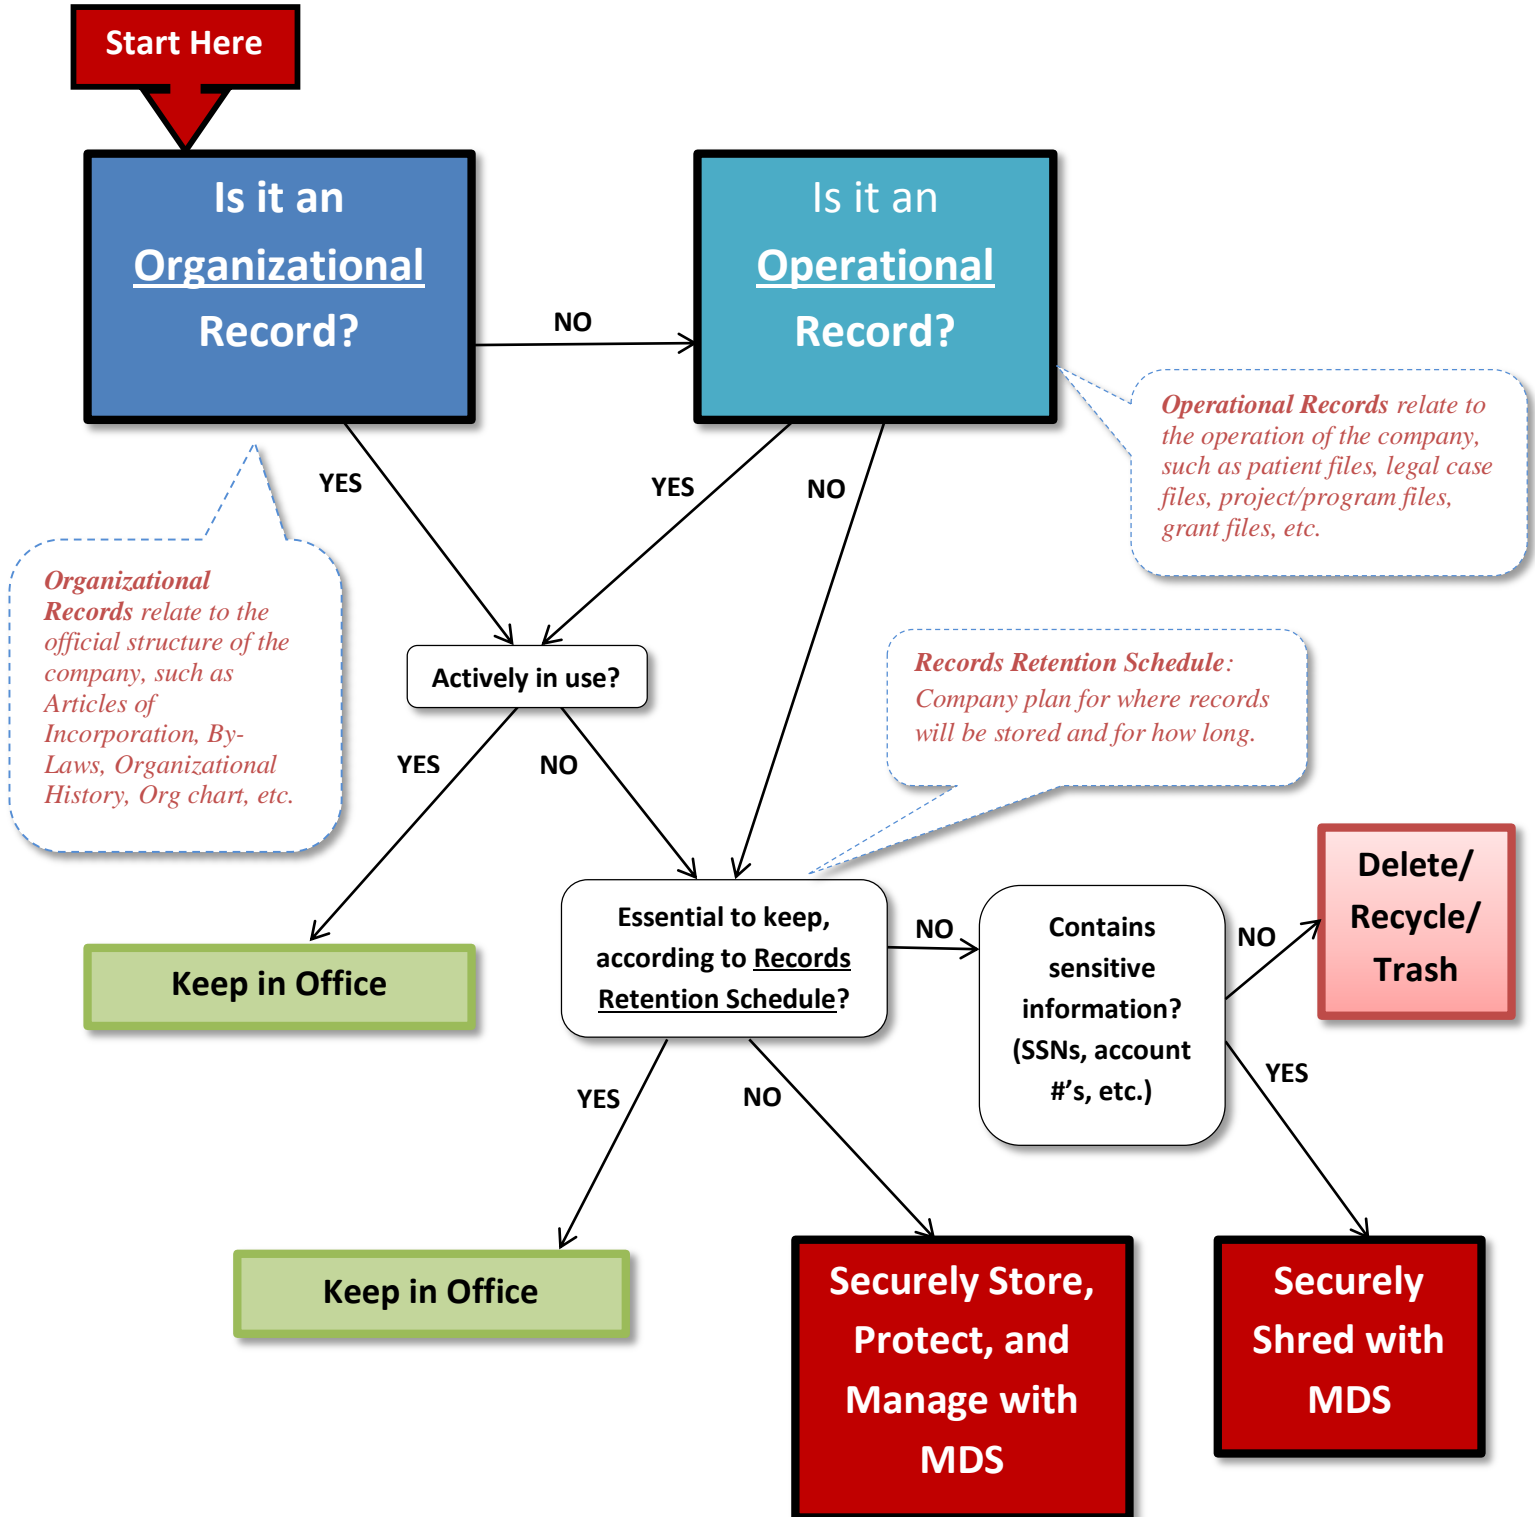 Start Here
Is it an
Organizational
Record?
NO
Is it an
Operational
Record?
Operational Records relate to
the operation of the company,
such as patient files, legal case
files, project/program files,
grant files, etc.
YES
YES
NO
Organizational
Records relate to the
official structure of the
company, such as
Articles of
Incorporation, By-
Laws, Organizational
History, Org chart, etc.
Actively in use?
Records Retention Schedule:
Company plan for where records
will be stored and for how long.
YES
NO
Keep in Office
Essential to keep,
according to Records
Retention Schedule?
NO
Contains
sensitive
information?
(SSNs, account
#'s, etc.)
NO
Delete/
Recycle/
Trash
YES
NO
YES
Keep in Office
Securely Store,
Protect, and
Manage with
MDS
Securely
Shred with
MDS